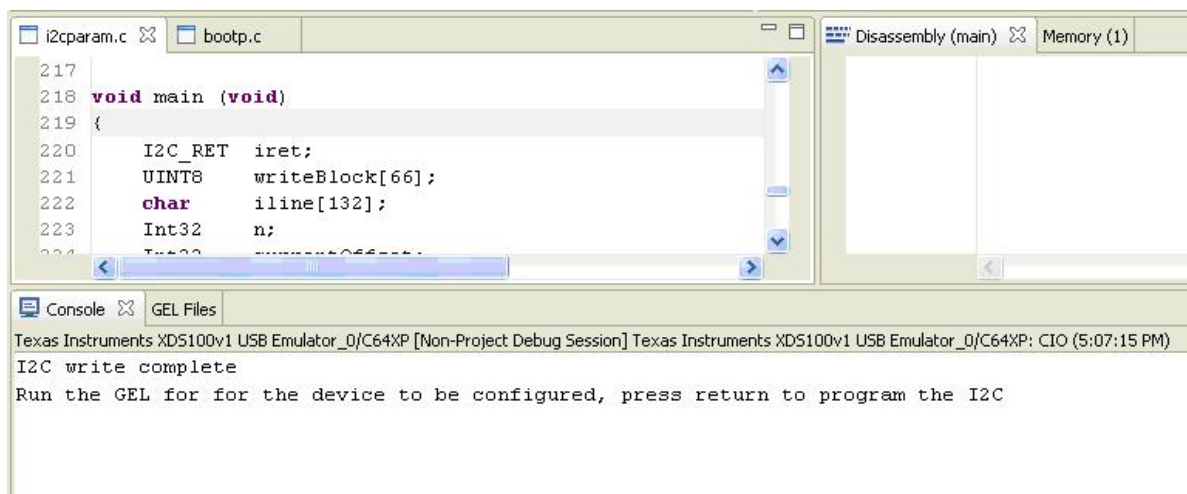 i2cparam.c bootp.c
217
218 void main (void)
219 {
220 I2C_RET iret;
221 UINT8 writeBlock[66];
222 char iline[132];
223 Int32 n;
Disassembly (main) Memory (1)
Console GEL Files
Texas Instruments XDS100v1 USB Emulator_0/C64XP [Non-Project Debug Session] Texas Instruments XDS100v1 USB Emulator_0/C64XP: CIO (5:07:15 PM)
I2C write complete
Run the GEL for for the device to be configured, press return to program the I2C